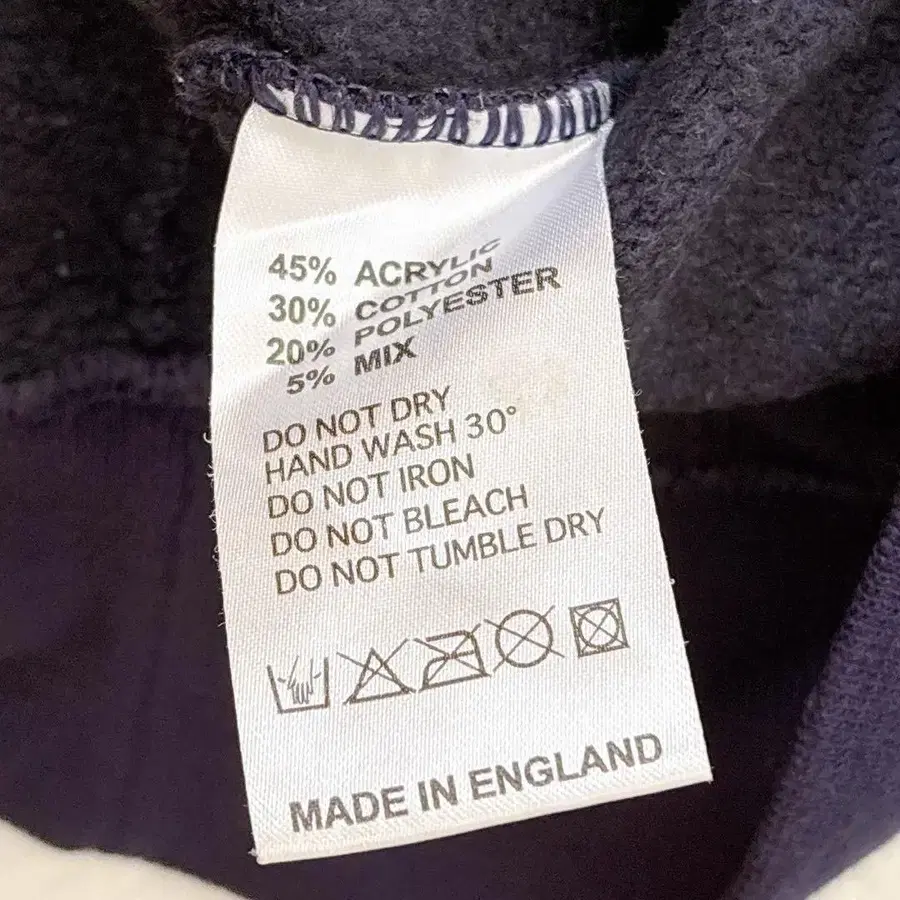 45% ACRYLIC
30% COTTON
20% POLYESTER
5% MIX
DO NOT DRY
HAND WASH 30°
DO NOT IRON
DO NOT BLEACH
DO NOT TUMBLE DRY
MADE IN ENGLAND